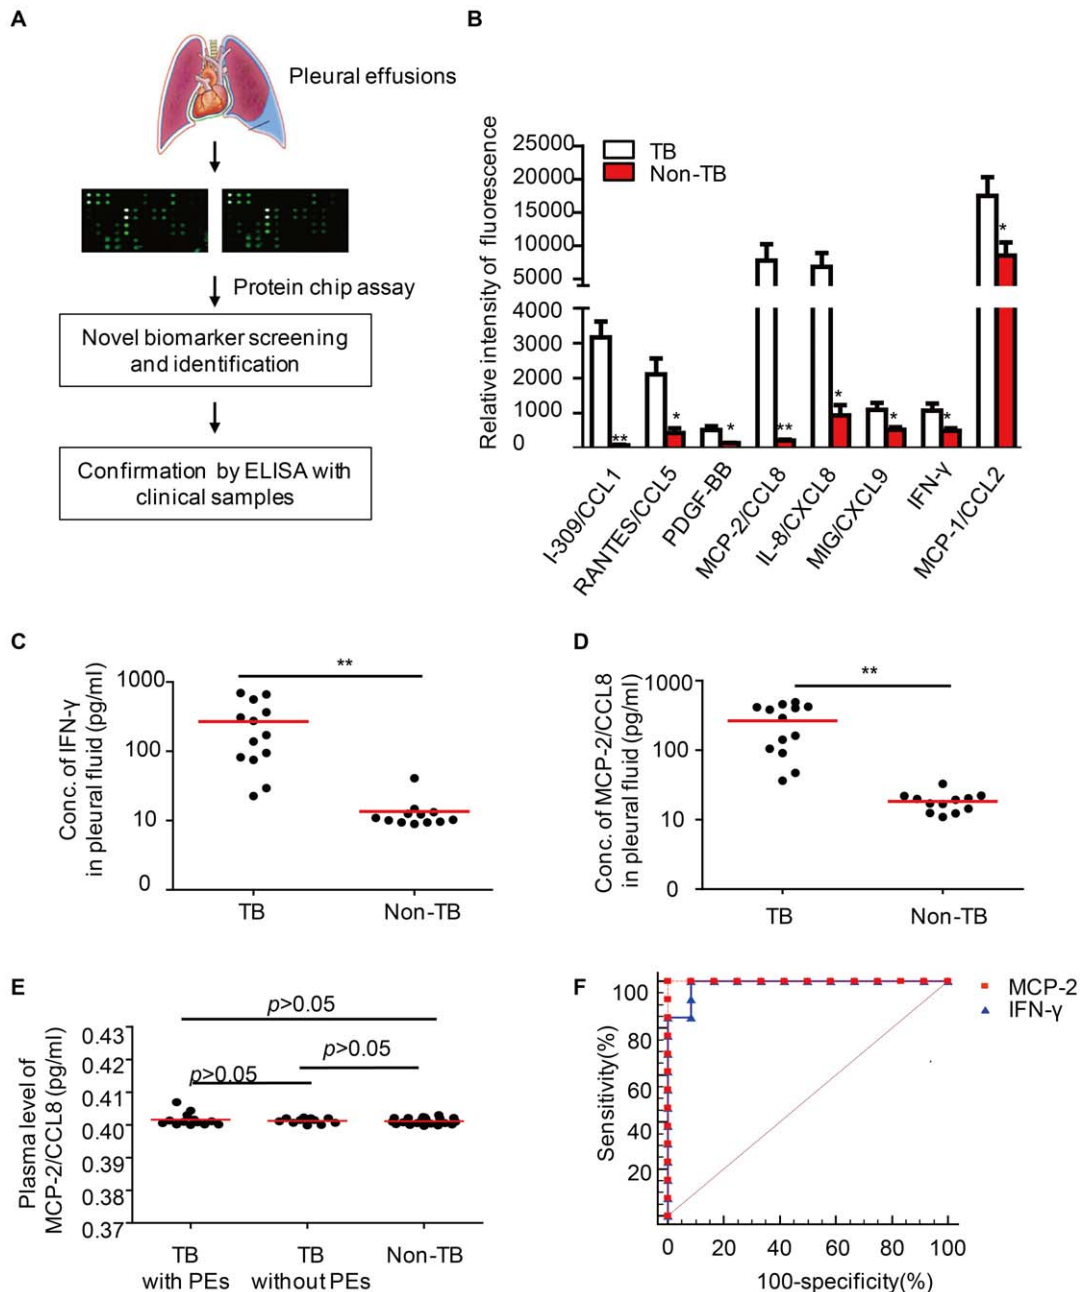 A
Pleural effusions
Protein chip assay
Novel biomarker screening
and identification
Confirmation by ELISA with
clinical samples
B
Relative intensity of fluorescence
25000
20000
15000
10000
5000
4000
3000
2000
1000
0
TB
Non-TB
**
*
*
**
*
*
*
*
I-309/CCL1
RANTES/CCL5
PDGF-BB
MCP-2/CCL8
IL-8/CXCL8
MIG/CXCL9
IFN-γ
MCP-1/CCL2
C
Conc. of IFN-γ
in pleural fluid (pg/ml)
1000
100
10
0
**
TB
Non-TB
D
Conc. of MCP-2/CCL8
in pleural fluid (pg/ml)
1000
100
10
0
**
TB
Non-TB
E
Plasma level of
MCP-2/CCL8 (pg/ml)
0.43
0.42
0.41
0.40
0.39
0.38
0.37
p>0.05
p>0.05
p>0.05
TB
with PEs
TB
without PEs
Non-TB
F
Sensitivity(%)
100
80
60
40
20
0
20
40
60
80
100
100-specificity(%)
MCP-2
IFN-γ